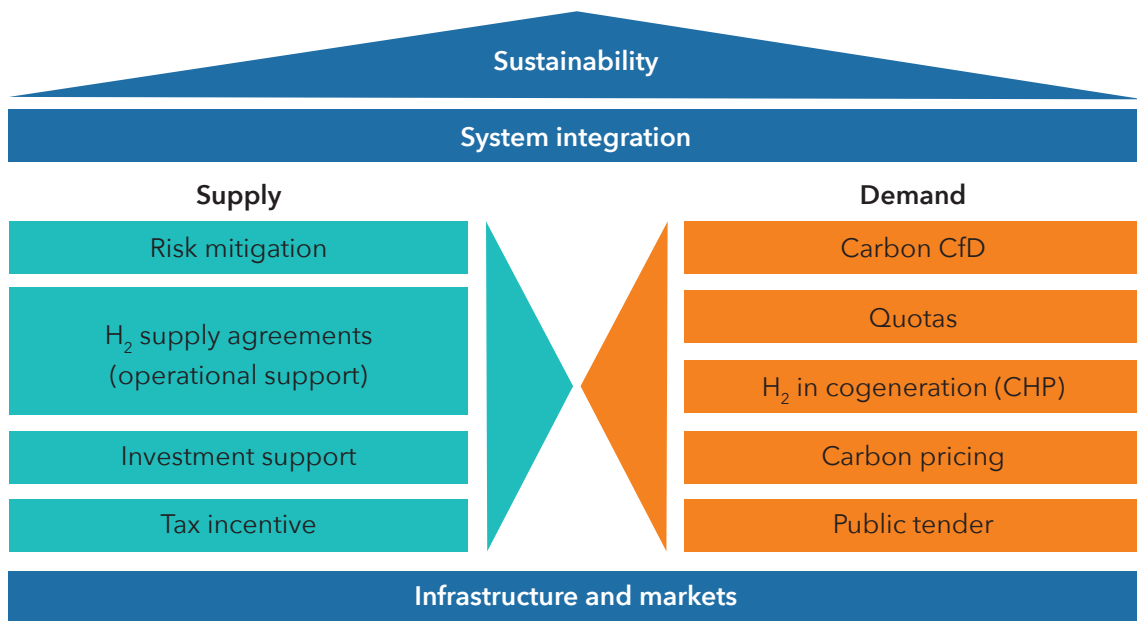 Sustainability
System integration
Supply
Risk mitigation
H₂ supply agreements
(operational support)
Investment support
Tax incentive
Demand
Carbon CfD
Quotas
H₂ in cogeneration (CHP)
Carbon pricing
Public tender
Infrastructure and markets